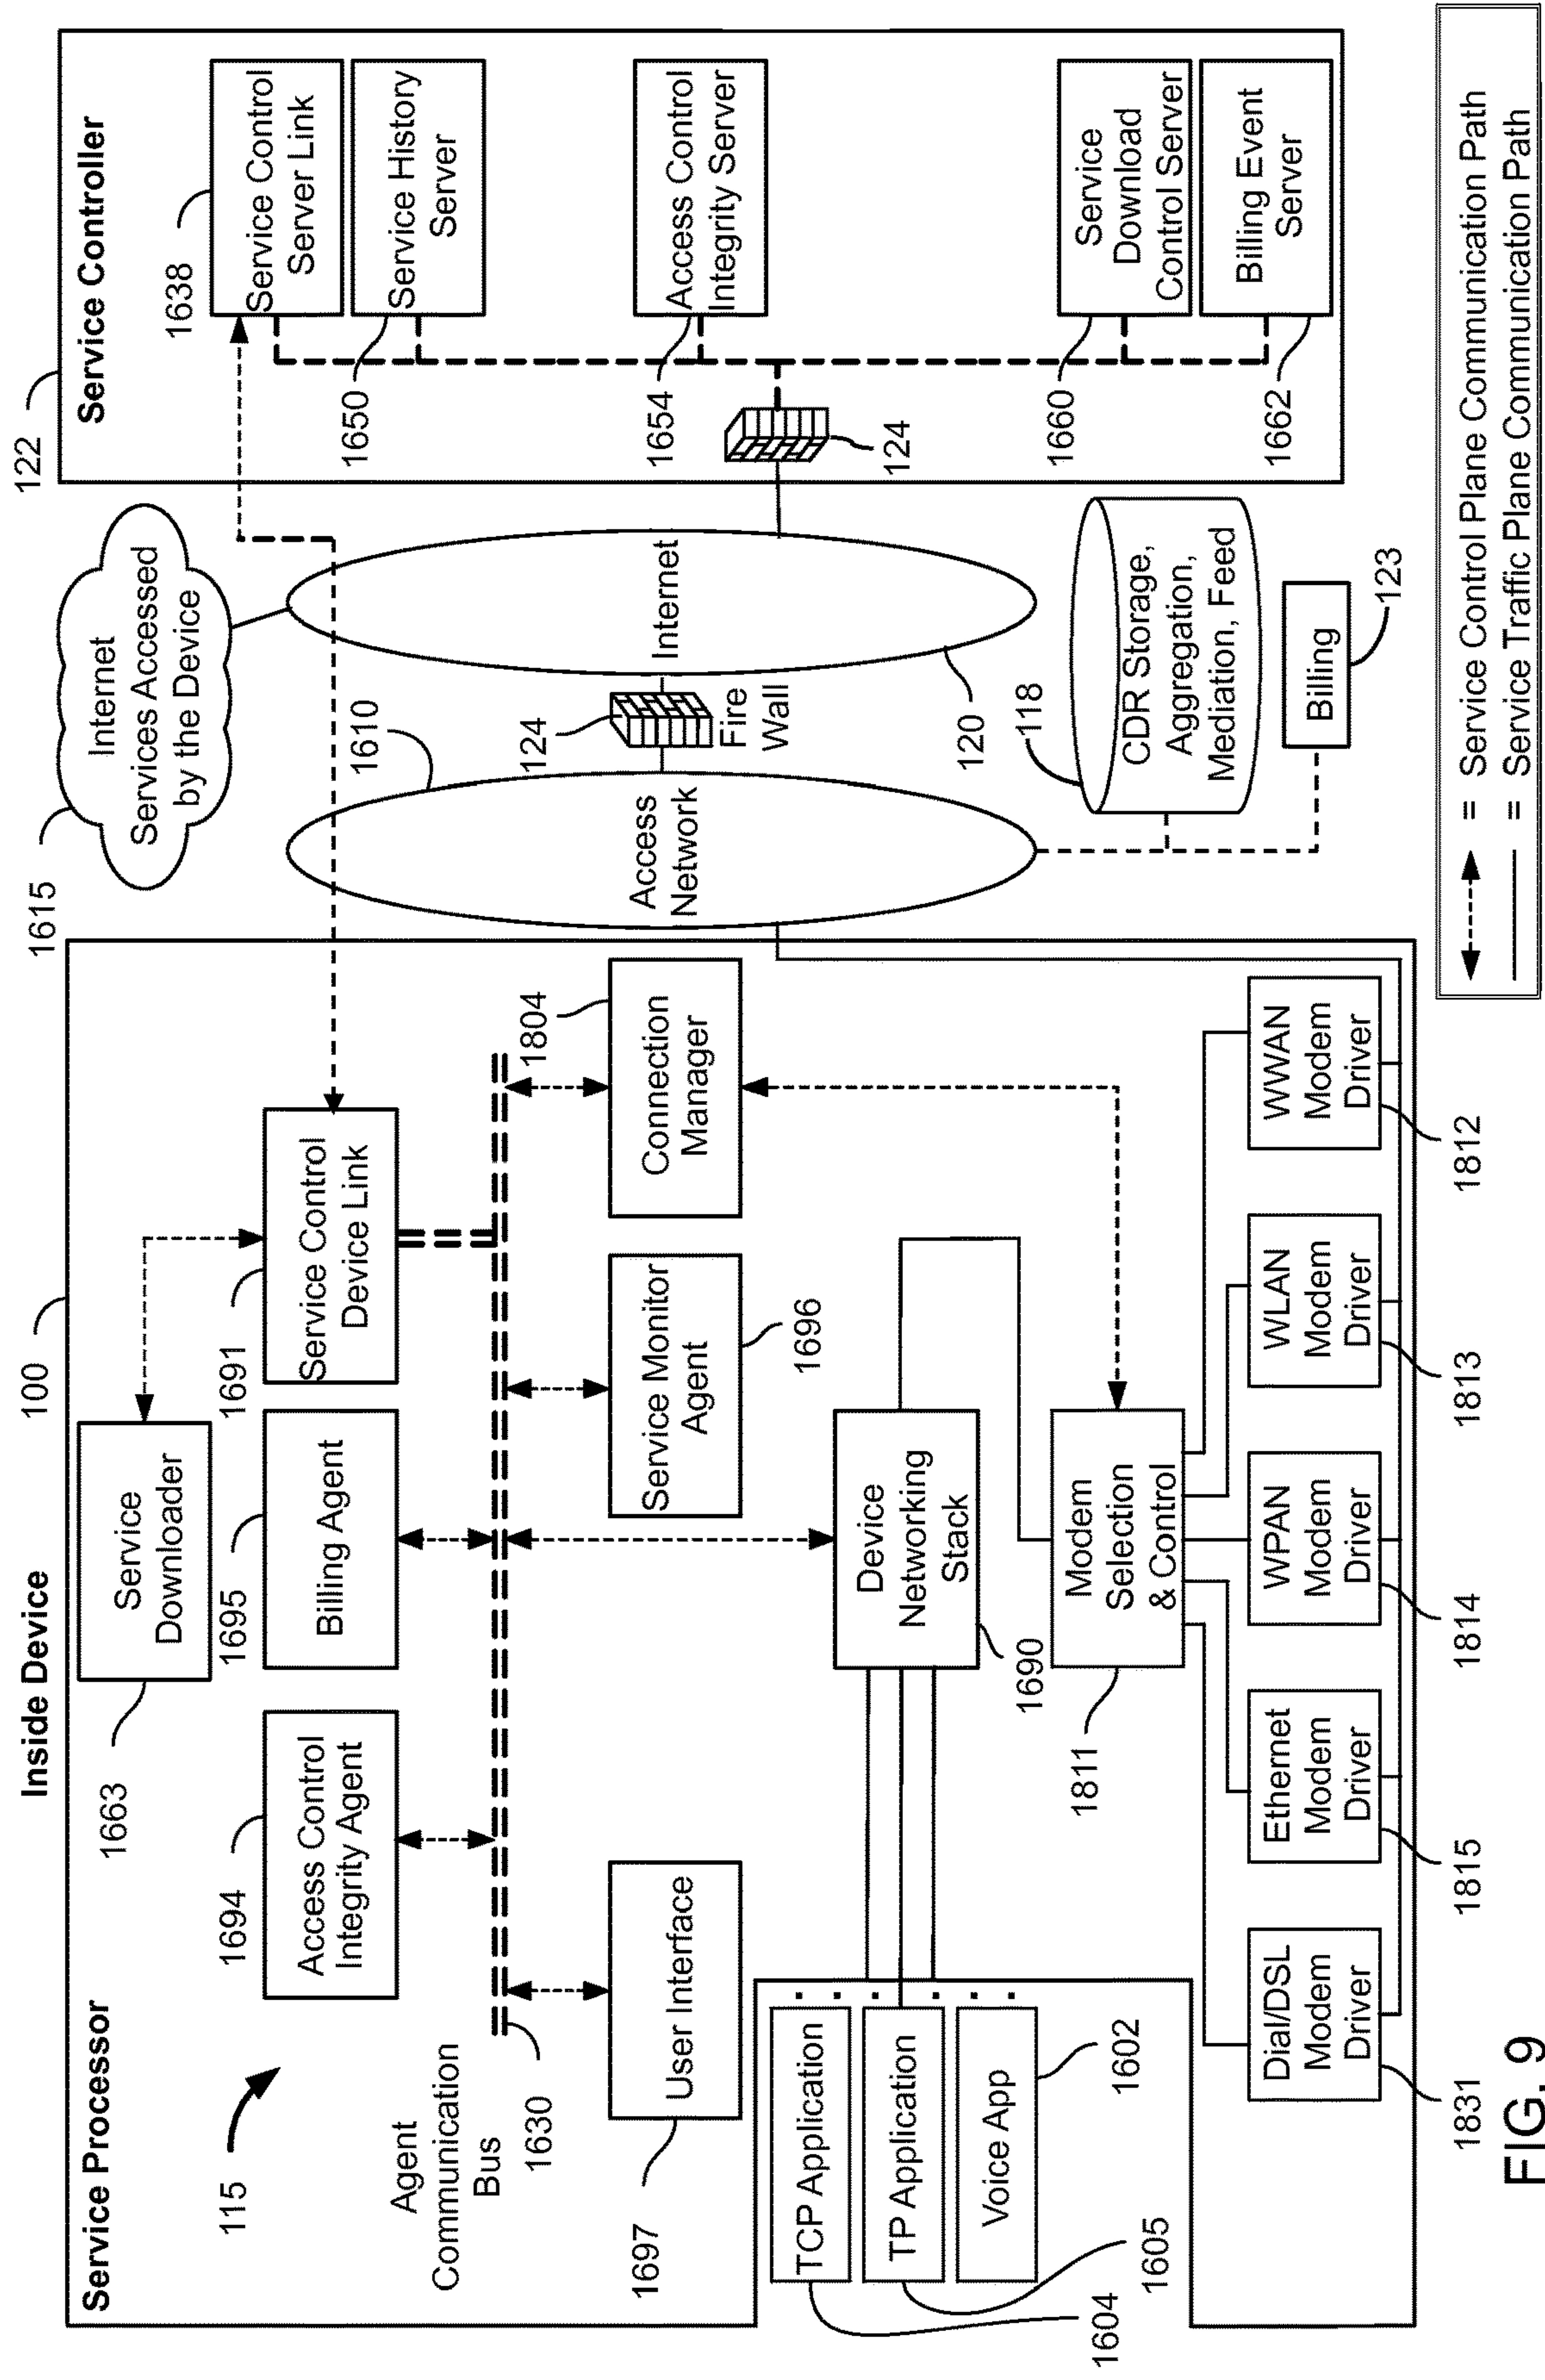 Inside Device
100
Service Processor
115
1663
Service
Downloader
1694
Access Control
Integrity Agent
1695
Billing Agent
1691
Service Control
Device Link
Agent
Communication
Bus
1630
1697
User Interface
Service Monitor
Agent
1696
1804
Connection
Manager
TCP Application
TP Application
Voice App
1604
1605
1602
Device
Networking
Stack
1690
1811
Modem
Selection
& Control
Dial/DSL
Modem
Driver
1831
Ethernet
Modem
Driver
1815
WPAN
Modem
Driver
1814
WLAN
Modem
Driver
1813
WWAN
Modem
Driver
1812
1615
Internet
Services Accessed
by the Device
1610
Access
Network
124
Fire
Wall
Internet
120
118
CDR Storage,
Aggregation,
Mediation, Feed
Billing
123
122
Service Controller
1638
Service Control
Server Link
1650
Service History
Server
1654
Access Control
Integrity Server
124
1660
Service
Download
Control Server
1662
Billing Event
Server
= Service Control Plane Communication Path
= Service Traffic Plane Communication Path
FIG. 9